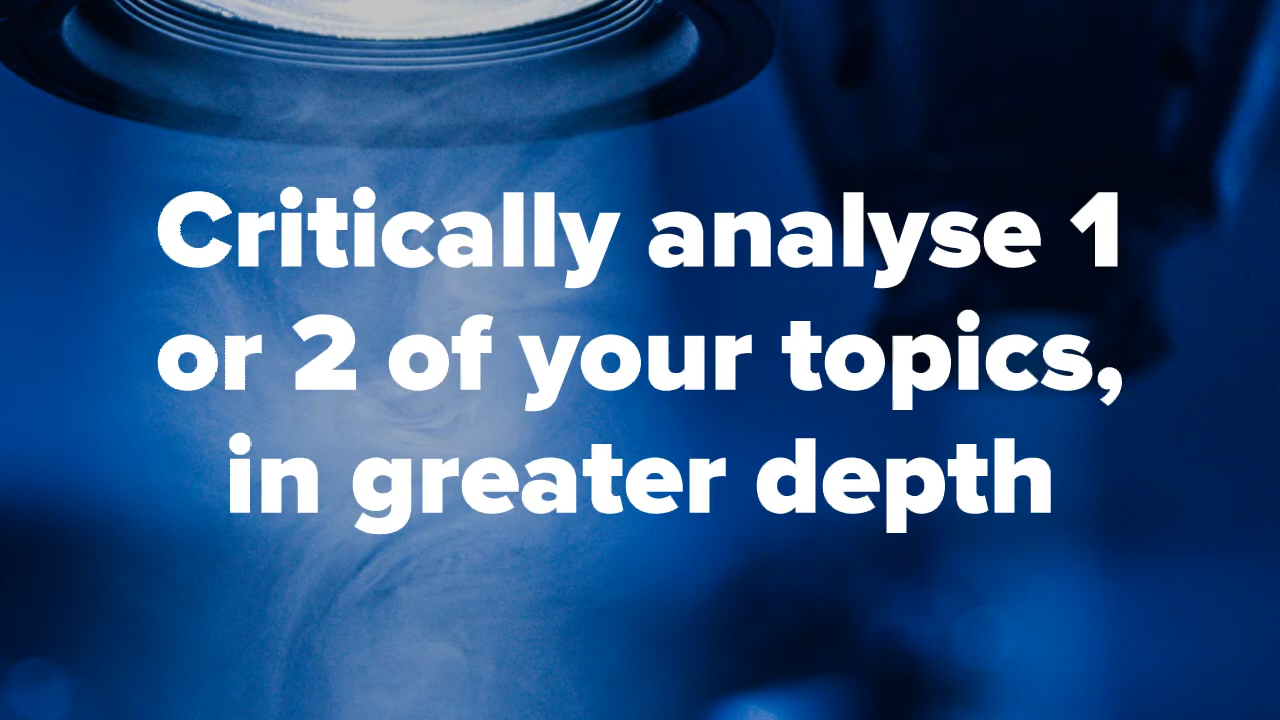 Critically analyse 1
or 2 of your topics,
in greater depth